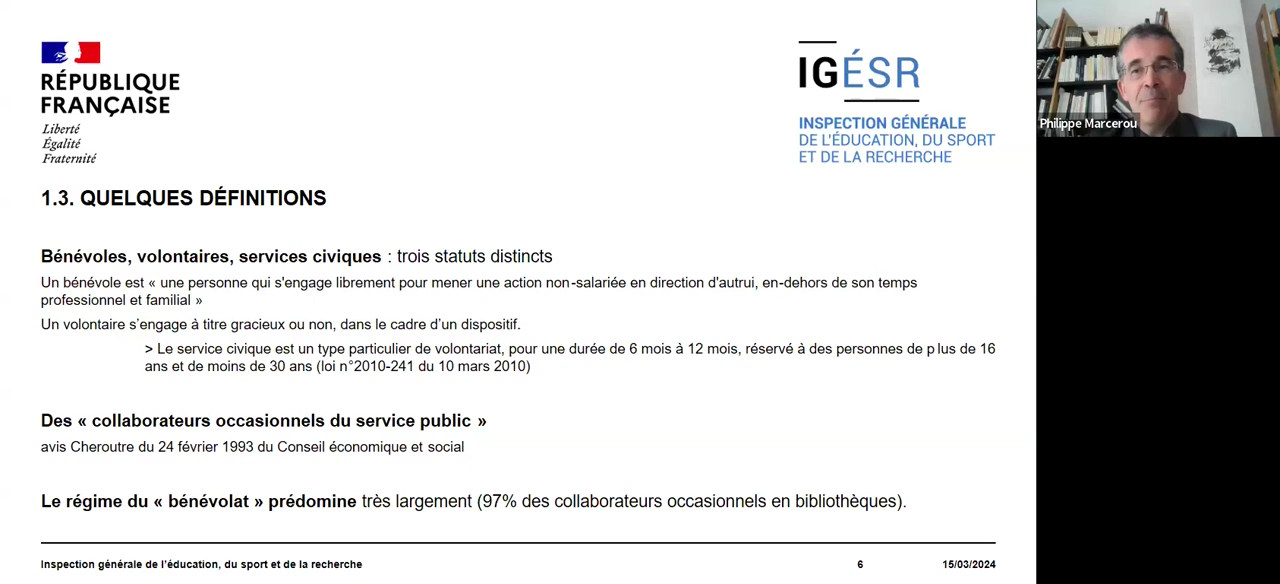 RÉPUBLIQUE
FRANÇAISE
Liberté
Égalité
Fraternité
IGÉSR
INSPECTION GÉNÉRALE
DE L'ÉDUCATION, DU SPORT
ET DE LA RECHERCHE
Philippe Marcerou
1.3. QUELQUES DÉFINITIONS
Bénévoles, volontaires, services civiques : trois statuts distincts
Un bénévole est « une personne qui s'engage librement pour mener une action non-salariée en direction d'autrui, en-dehors de son temps
professionnel et familial »
Un volontaire s'engage à titre gracieux ou non, dans le cadre d'un dispositif.
> Le service civique est un type particulier de volontariat, pour une durée de 6 mois à 12 mois, réservé à des personnes de plus de 16
ans et de moins de 30 ans (loi n°2010-241 du 10 mars 2010)
Des « collaborateurs occasionnels du service public »
avis Cheroutre du 24 février 1993 du Conseil économique et social
Le régime du « bénévolat » prédomine très largement (97% des collaborateurs occasionnels en bibliothèques).
Inspection générale de l'éducation, du sport et de la recherche
6
15/03/2024